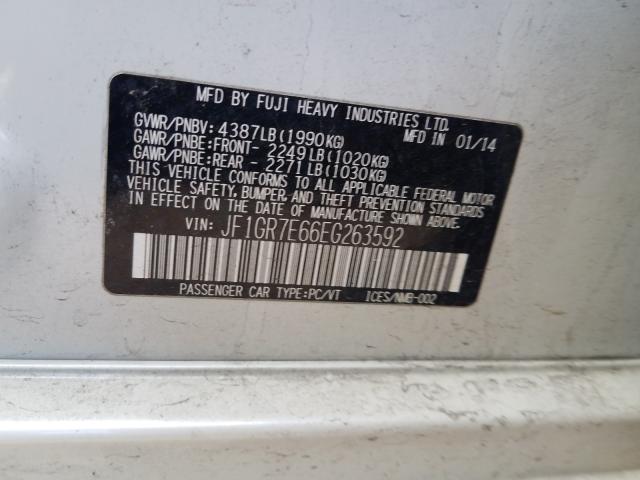 MFD BY FUJI HEAVY INDUSTRIES LTD.
GVWR/PNBV: 4387LB(1990KG) MFD IN 01/14
GAWR/PNBE:FRONT- 2249LB(1020KG)
GAWR/PNBE:REAR - 2271LB(1030KG)
THIS VEHICLE CONFORMS TO ALL APPLICABLE FEDERAL MOTOR
VEHICLE SAFETY, BUMPER, AND THEFT PREVENTION STANDARDS
IN EFFECT ON THE DATE OF MANUFACTURE SHOWN ABOVE.
VIN: JF1GR7E66EG263592
PASSENGER CAR TYPE:PC/VT ICES/NMB-002